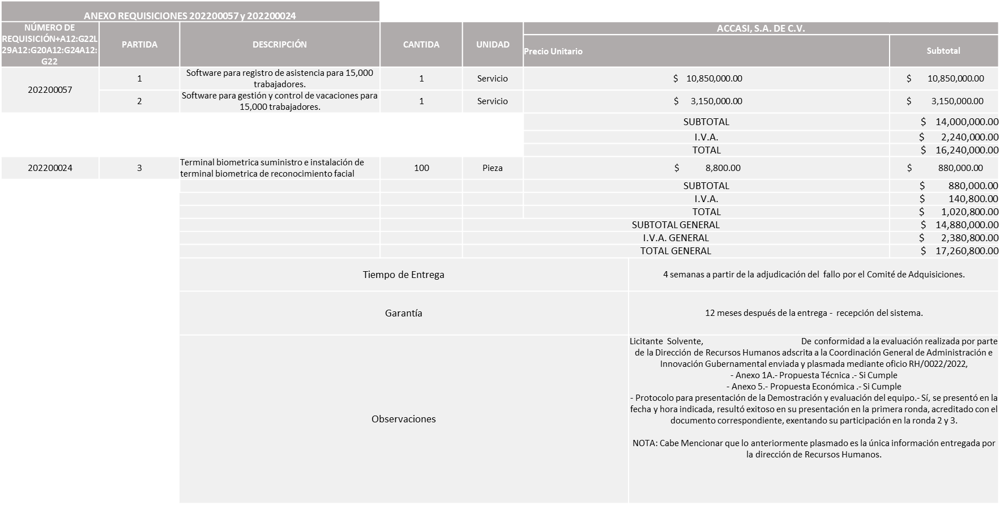 ANEXO REQUISICIONES 202200057 y 202200024
NÚMERO DE
REQUISICIÓN+A12:G22L
29A12:G20A12:G24A12:
G22
PARTIDA
DESCRIPCIÓN
CANTIDA
UNIDAD
ACCASI, S.A. DE C.V.
Precio Unitario
Subtotal
202200057
1
Software para registro de asistencia para 15,000
trabajadores.
1
Servicio
$ 10,850,000.00
$ 10,850,000.00
2
Software para gestión y control de vacaciones para
15,000 trabajadores.
1
Servicio
$ 3,150,000.00
$ 3,150,000.00
SUBTOTAL
$ 14,000,000.00
I.V.A.
$ 2,240,000.00
TOTAL
$ 16,240,000.00
202200024
3
Terminal biometrica suministro e instalación de
terminal biometrica de reconocimiento facial
100
Pieza
$ 8,800.00
$ 880,000.00
SUBTOTAL
$ 880,000.00
I.V.A.
$ 140,800.00
TOTAL
$ 1,020,800.00
SUBTOTAL GENERAL
$ 14,880,000.00
I.V.A. GENERAL
$ 2,380,800.00
TOTAL GENERAL
$ 17,260,800.00
Tiempo de Entrega
4 semanas a partir de la adjudicación del fallo por el Comité de Adquisiciones.
Garantía
12 meses después de la entrega - recepción del sistema.
Observaciones
Licitante Solvente, De conformidad a la evaluación realizada por parte
de la Dirección de Recursos Humanos adscrita a la Coordinación General de Administración e
Innovación Gubernamental enviada y plasmada mediante oficio RH/0022/2022,
- Anexo 1A.- Propuesta Técnica .- Si Cumple
- Anexo 5.- Propuesta Económica .- Si Cumple
- Protocolo para presentación de la Demostración y evaluación del equipo.- Sí, se presentó en la
fecha y hora indicada, resultó exitoso en su presentación en la primera ronda, acreditado con el
documento correspondiente, exentando su participación en la ronda 2 y 3.
NOTA: Cabe Mencionar que lo anteriormente plasmado es la única información entregada por
la dirección de Recursos Humanos.